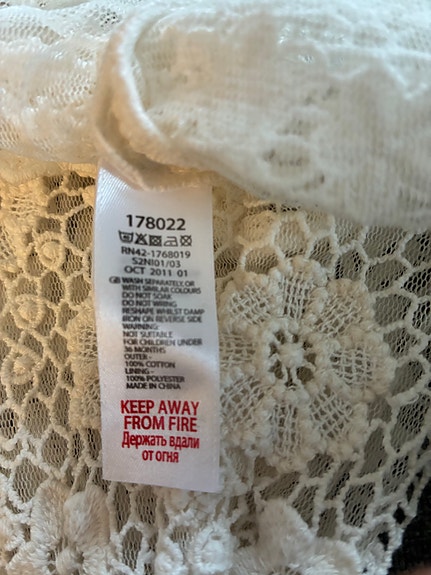 178022
RN42-1768019
S2NI01/03
OCT 2011 01
GB WASH SEPARATELY, OR
WITH SIMILAR COLOURS
DO NOT SOAK
DO NOT WRING
RESHAPE WHILST DAMP
IRON ON REVERSE SIDE
WARNING:
NOT SUITABLE
FOR CHILDREN UNDER
36 MONTHS
OUTER -
100% COTTON
LINING -
100% POLYESTER
MADE IN CHINA
KEEP AWAY
FROM FIRE
Держать вдали
от огня